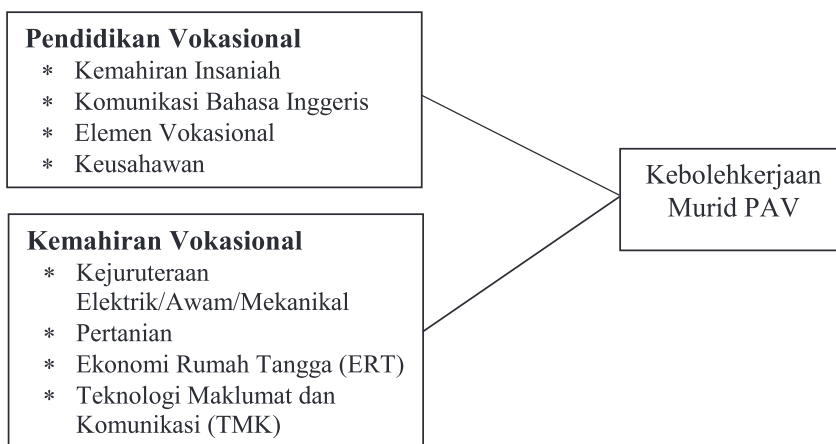 Pendidikan Vokasional
* Kemahiran Insaniah
* Komunikasi Bahasa Inggeris
* Elemen Vokasional
* Keusahawan
Kemahiran Vokasional
* Kejuruteraan
Elektrik/Awam/Mekanikal
* Pertanian
* Ekonomi Rumah Tangga (ERT)
* Teknologi Maklumat dan
Komunikasi (TMK)
Kebolehkerjaan
Murid PAV